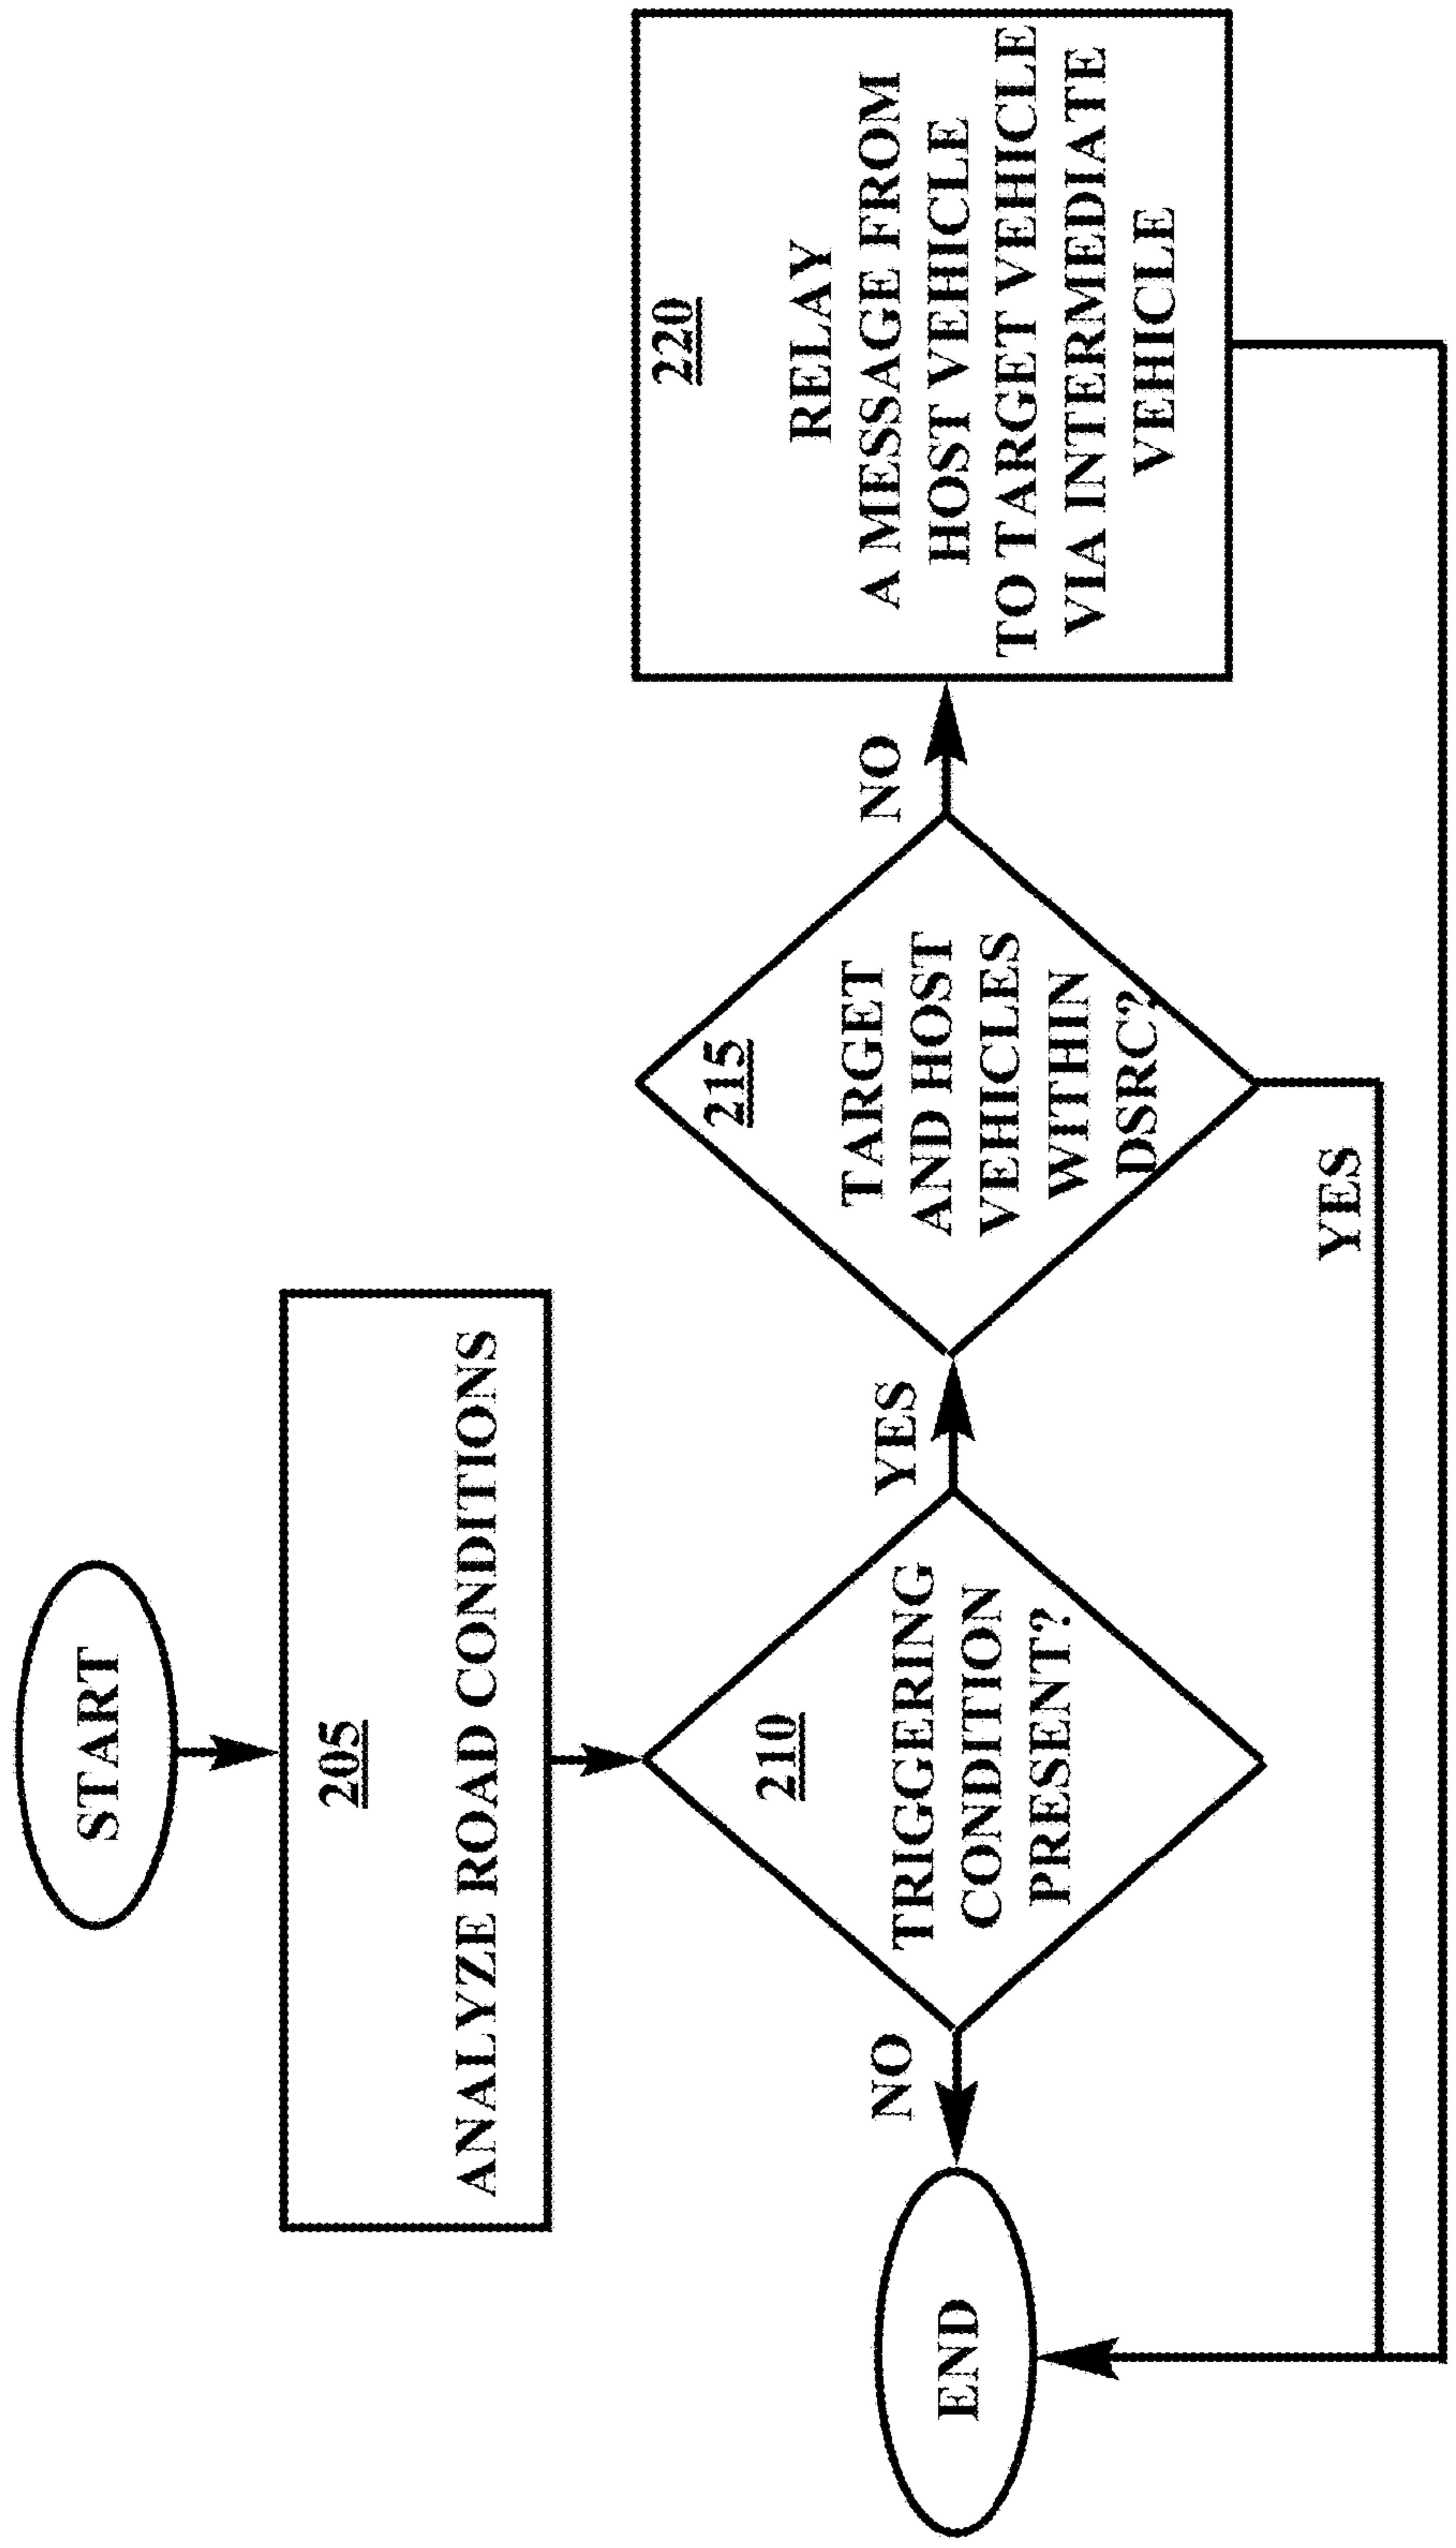 START
205
ANALYZE ROAD CONDITIONS
210
TRIGGERING
CONDITION
PRESENT?
NO
END
YES
215
TARGET
AND HOST
VEHICLES
WITHIN
DSRC?
YES
NO
220
RELAY
A MESSAGE FROM
HOST VEHICLE
TO TARGET VEHICLE
VIA INTERMEDIATE
VEHICLE